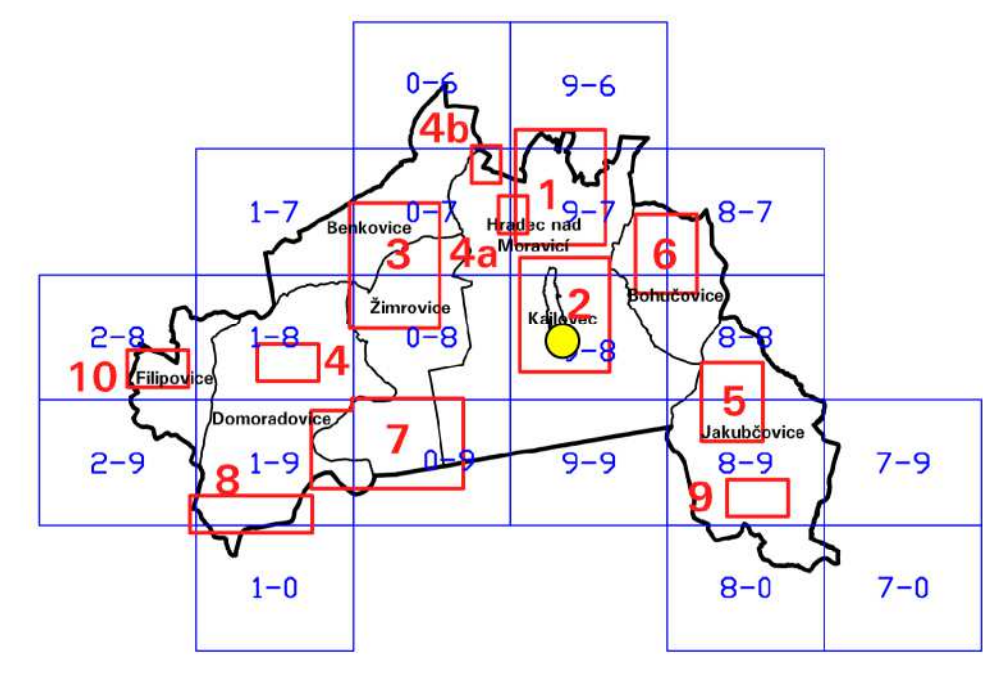 0-6
9-6
4b
1
1-7
0-7
9-7
8-7
Hradec nad
Moravicí
Benkovice
3
4a
6
Bohučovice
2
Žimrovice
Kajlovec
2-8
1-8
0-8
9-8
8-8
4
10
Filipovice
5
Domoradovice
Jakubčovice
7
2-9
1-9
0-9
9-9
8-9
7-9
8
9
1-0
8-0
7-0